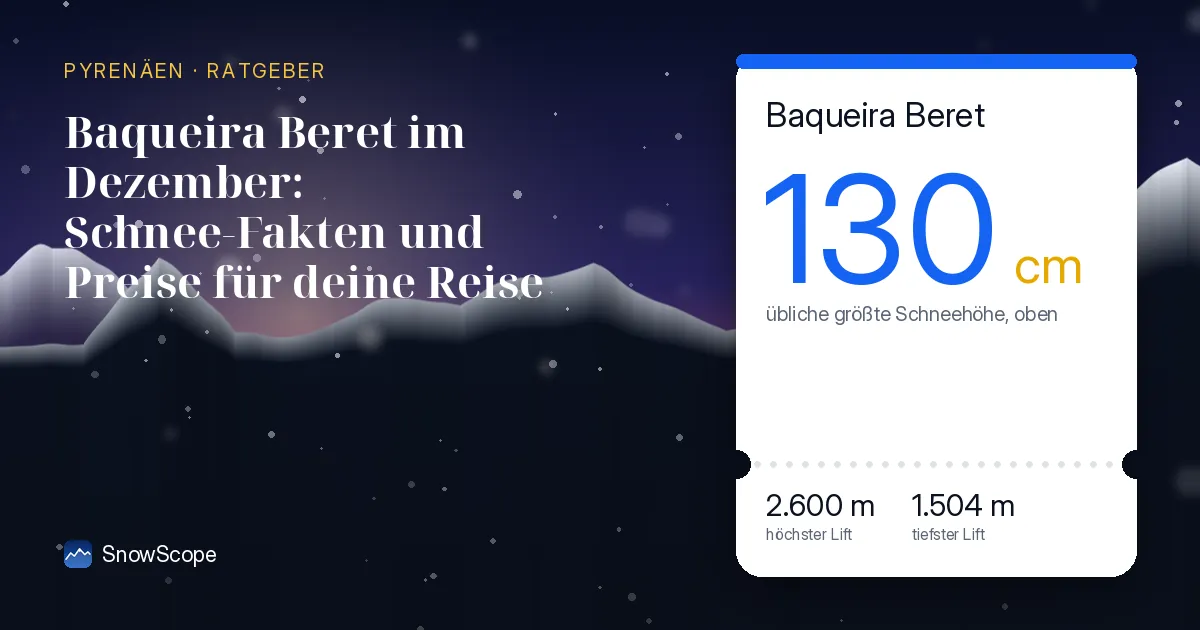 PYRENÄEN · RATGEBER
Baqueira Beret im
Dezember:
Schnee-Fakten und
Preise für deine Reise
SnowScope
Baqueira Beret
130 cm
übliche größte Schneehöhe, oben
2.600 m 1.504 m
höchster Lift tiefster Lift